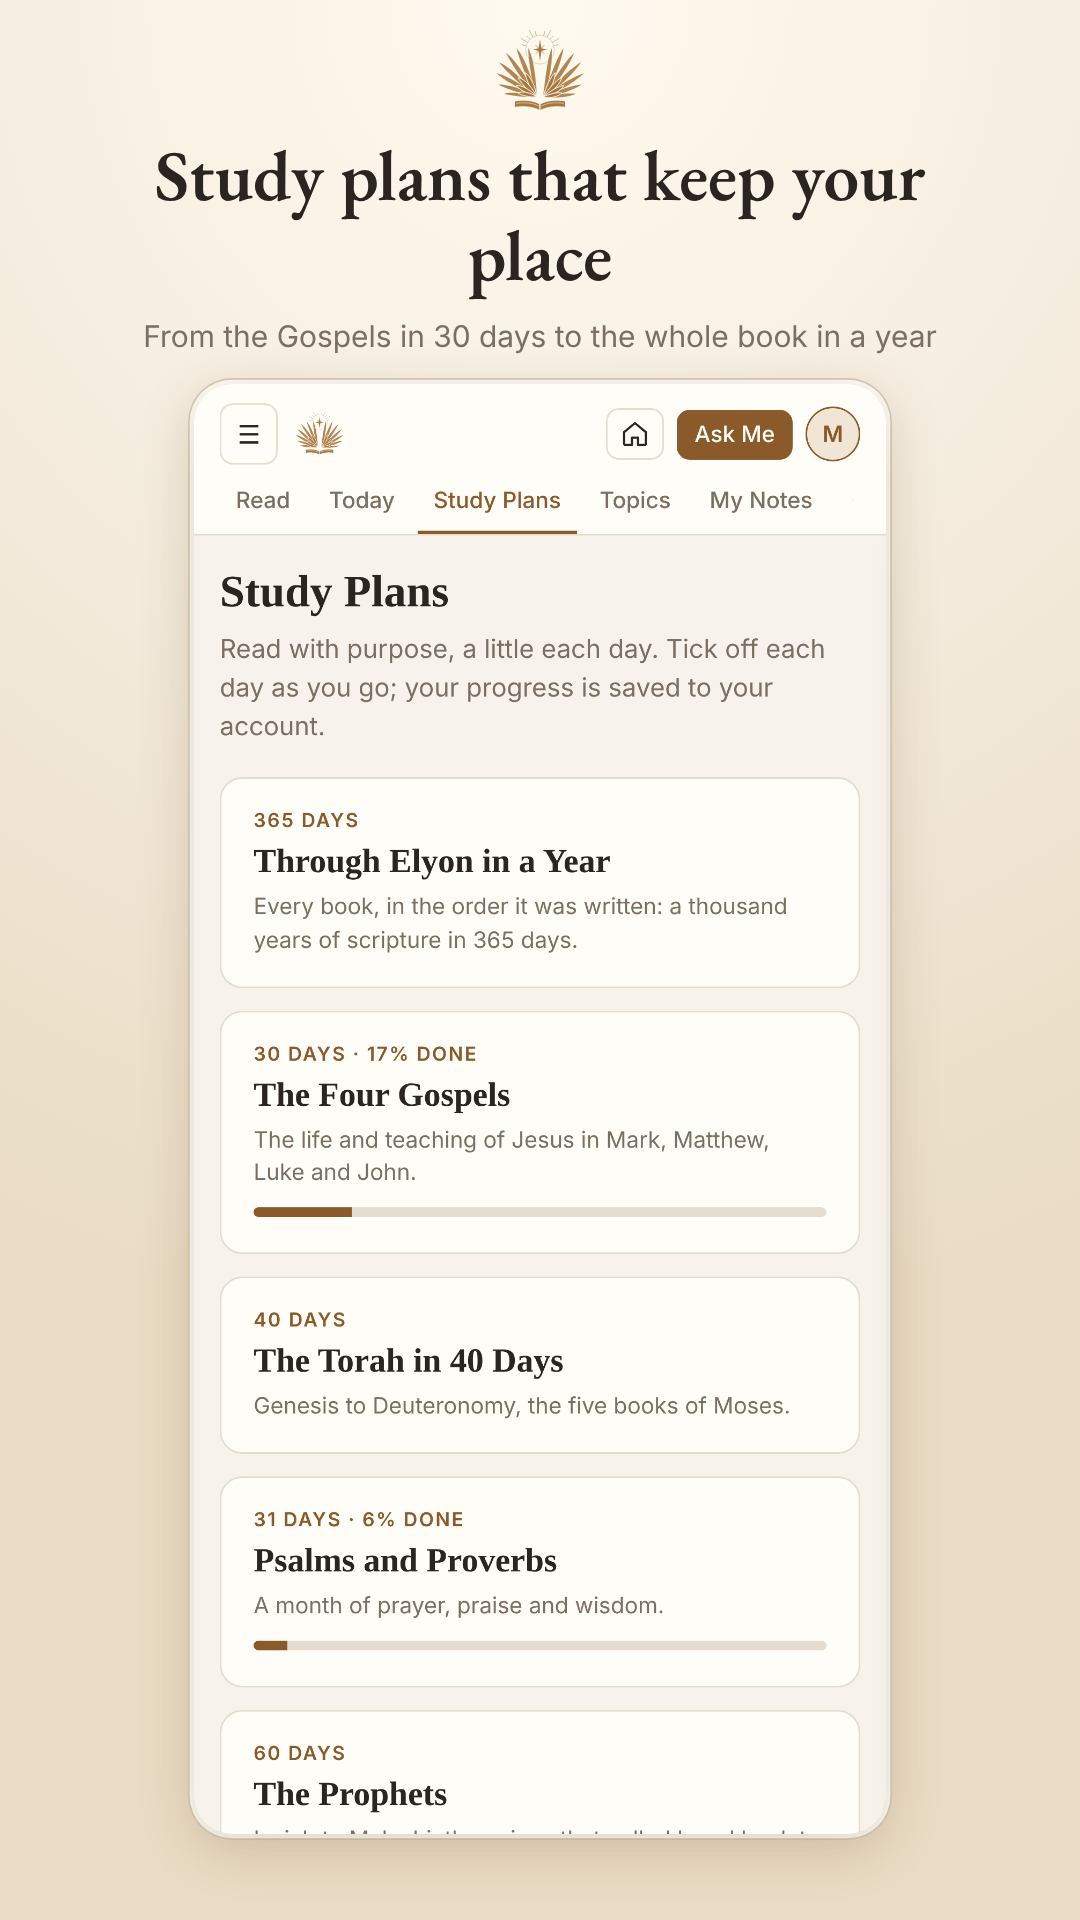 Study plans that keep your
place
From the Gospels in 30 days to the whole book in a year
Ask Me
M
Read
Today
Study Plans
Topics
My Notes
Study Plans
Read with purpose, a little each day. Tick off each
day as you go; your progress is saved to your
account.
365 DAYS
Through Elyon in a Year
Every book, in the order it was written: a thousand
years of scripture in 365 days.
30 DAYS · 17% DONE
The Four Gospels
The life and teaching of Jesus in Mark, Matthew,
Luke and John.
40 DAYS
The Torah in 40 Days
Genesis to Deuteronomy, the five books of Moses.
31 DAYS · 6% DONE
Psalms and Proverbs
A month of prayer, praise and wisdom.
60 DAYS
The Prophets